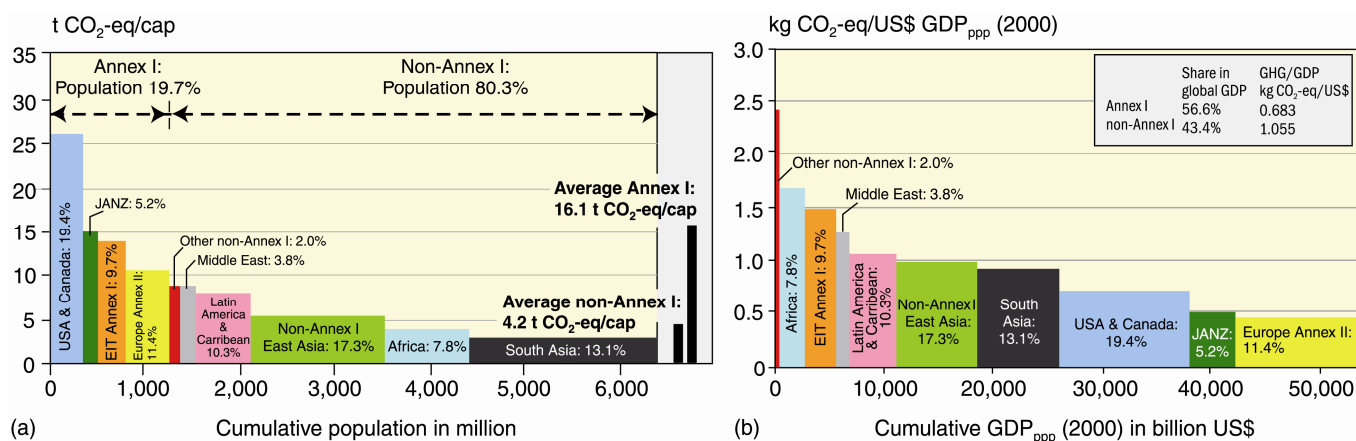 t CO₂-eq/cap
35
30
25
20
15
10
5
0
Annex I:
Population 19.7%
Non-Annex I:
Population 80.3%
USA & Canada: 19.4%
JANZ: 5.2%
EIT Annex I: 9.7%
Europe Annex II:
11.4%
Other non-Annex I: 2.0%
Middle East: 3.8%
Latin
America
&
Carribean
10.3%
Non-Annex I
East Asia: 17.3%
Africa: 7.8%
South Asia: 13.1%
Average Annex I:
16.1 t CO₂-eq/cap
Average non-Annex I:
4.2 t CO₂-eq/cap
0
1,000
2,000
3,000
4,000
5,000
6,000
(a)
Cumulative population in million
kg CO₂-eq/US$ GDPₚₚₚ (2000)
3.0
2.5
2.0
1.5
1.0
0.5
0
Share in GHG/GDP
global GDP kg CO₂-eq/US$
Annex I 56.6% 0.683
non-Annex I 43.4% 1.055
Other non-Annex I: 2.0%
Middle East: 3.8%
Africa: 7.8%
EIT Annex I: 9.7%
Latin America
& Carribean:
10.3%
Non-Annex I
East Asia:
17.3%
South
Asia:
13.1%
USA & Canada:
19.4%
JANZ:
5.2%
Europe Annex II:
11.4%
0
10,000
20,000
30,000
40,000
50,000
(b)
Cumulative GDPₚₚₚ (2000) in billion US$